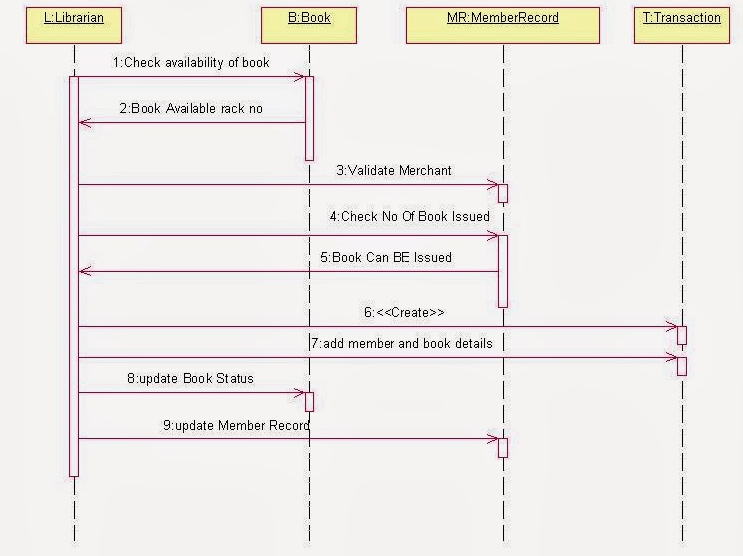 L:Librarian
B:Book
MR:MemberRecord
T:Transaction
1:Check availability of book
2:Book Available rack no
3:Validate Merchant
4:Check No Of Book Issued
5:Book Can BE Issued
6:<<Create>>
7:add member and book details
8:update Book Status
9:update Member Record